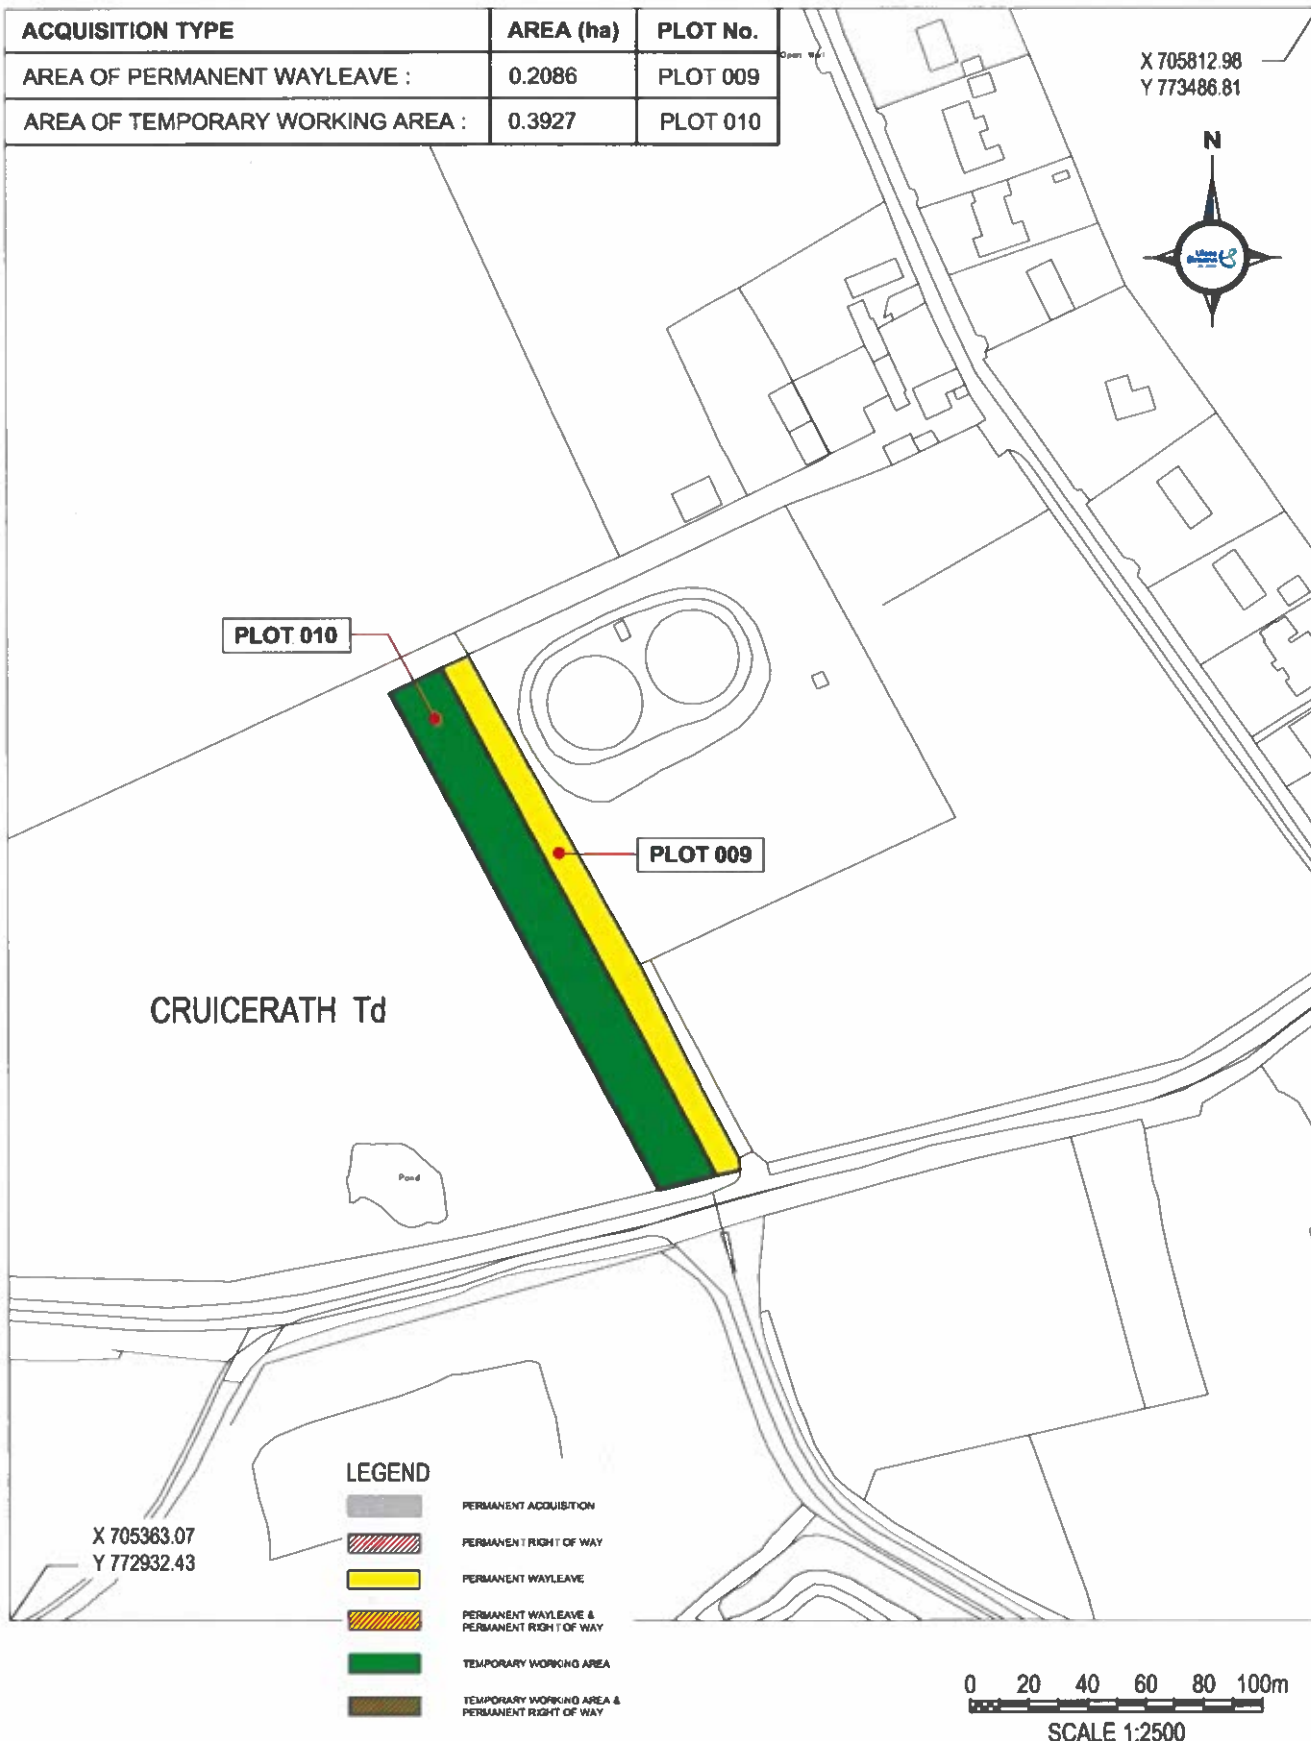 ACQUISITION TYPE AREA (ha) PLOT No.
AREA OF PERMANENT WAYLEAVE : 0.2086 PLOT 009
AREA OF TEMPORARY WORKING AREA : 0.3927 PLOT 010
Open
X 705812.98
Y 773486.81
N
PLOT 010
PLOT 009
CRUICERATH Td
Pond
LEGEND
PERMANENT ACQUISITION
PERMANENT RIGHT OF WAY
PERMANENT WAYLEAVE
PERMANENT WAYLEAVE &
PERMANENT RIGHT OF WAY
TEMPORARY WORKING AREA
TEMPORARY WORKING AREA &
PERMANENT RIGHT OF WAY
X 705363.07
Y 772932.43
0 20 40 60 80 100m
SCALE 1:2500